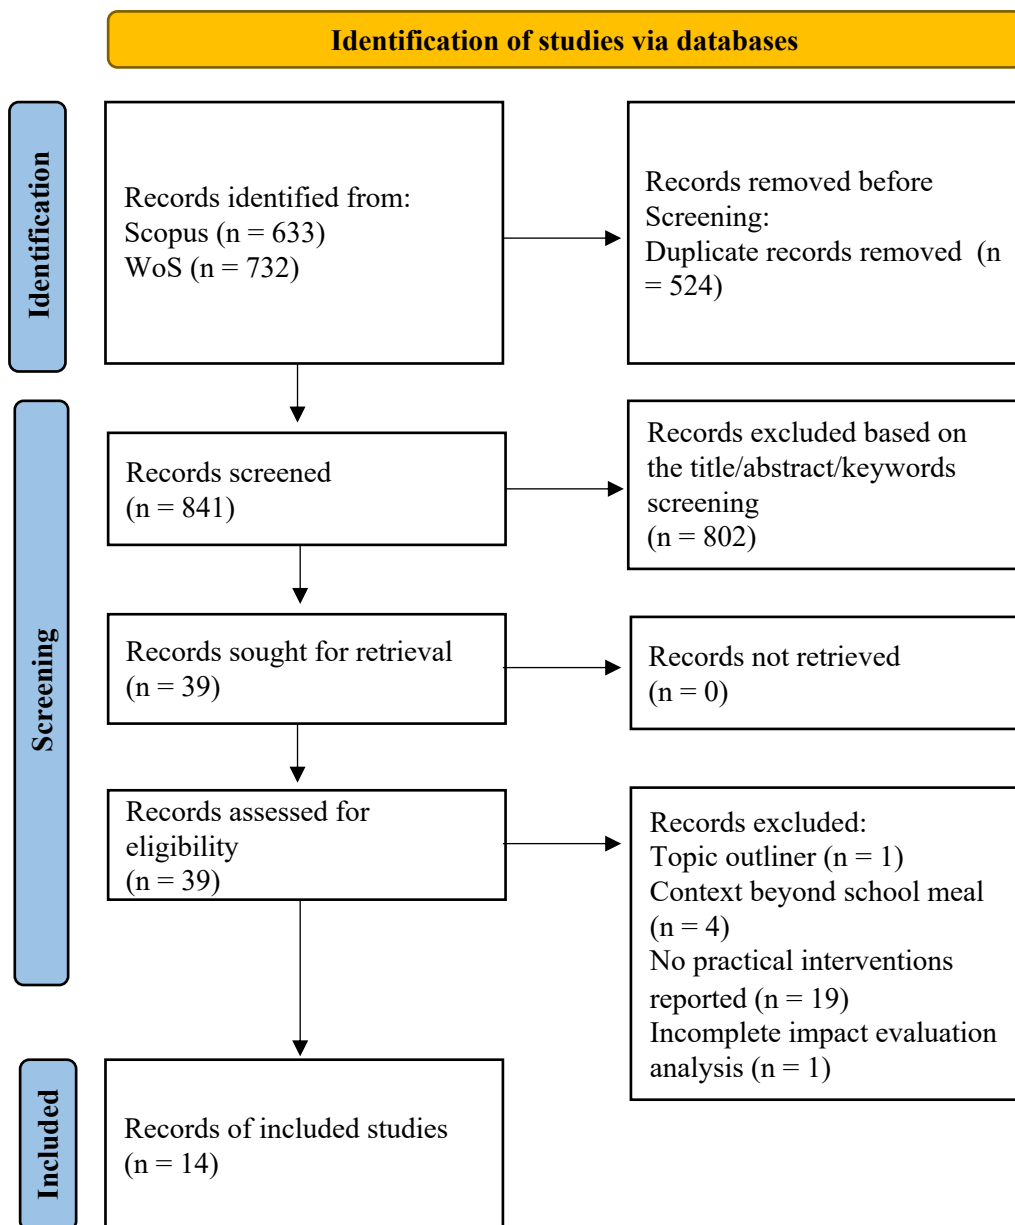 Identification of studies via databases
Identification
Records identified from:
Scopus (n = 633)
WoS (n = 732)
Records removed before
Screening:
Duplicate records removed (n
= 524)
Screening
Records screened
(n = 841)
Records excluded based on
the title/abstract/keywords
screening
(n = 802)
Records sought for retrieval
(n = 39)
Records not retrieved
(n = 0)
Records assessed for
eligibility
(n = 39)
Records excluded:
Topic outliner (n = 1)
Context beyond school meal
(n = 4)
No practical interventions
reported (n = 19)
Incomplete impact evaluation
analysis (n = 1)
Included
Records of included studies
(n = 14)